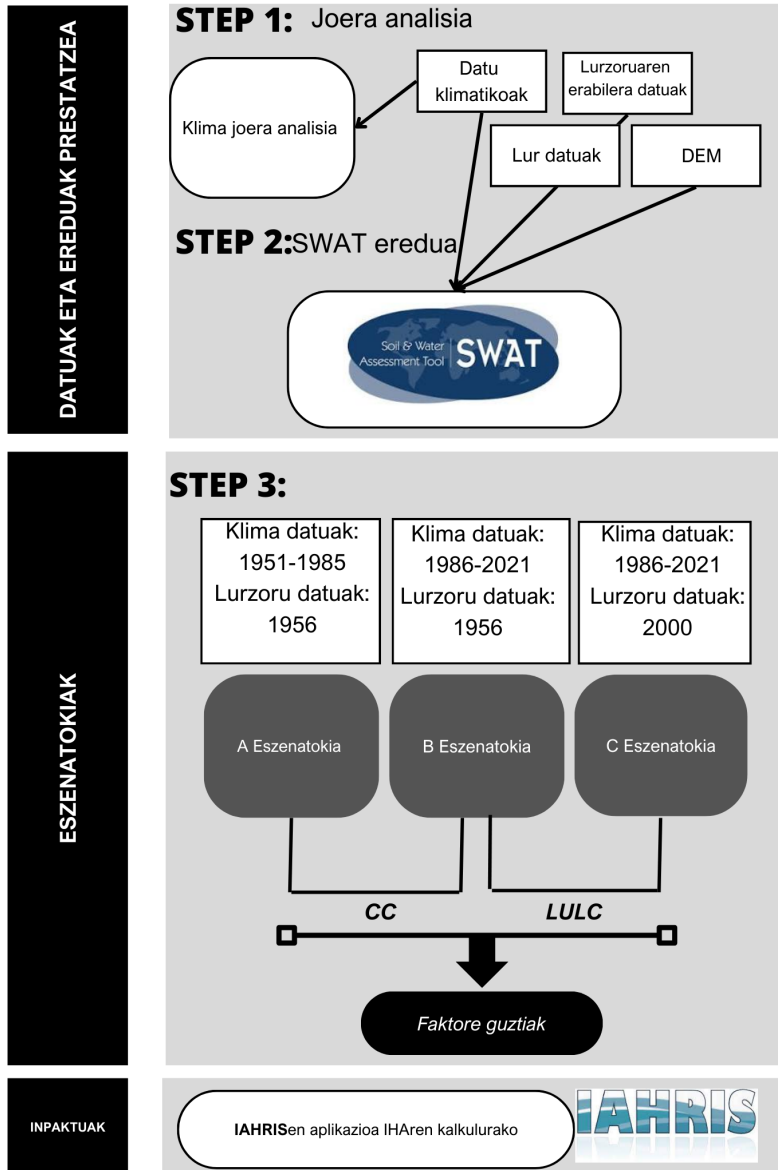 DATUAK ETA EREDUAK PRESTATZEA
STEP 1: Joera analisia
Klima joera analisia
Datu
klimatikoak
Lurzoruaren
erabilera datuak
Lur datuak
DEM
STEP 2:SWAT eredua
Soil & Water
Assessment Tool
SWAT
ESZENATOKIAK
STEP 3:
Klima datuak:
1951-1985
Lurzoru datuak:
1956
Klima datuak:
1986-2021
Lurzoru datuak:
1956
Klima datuak:
1986-2021
Lurzoru datuak:
2000
A Eszenatokia
B Eszenatokia
C Eszenatokia
CC
LULC
Faktore guztiak
INPAKTUAK
IAHRISen aplikazioa IHAren kalkulurako
IAHRIS